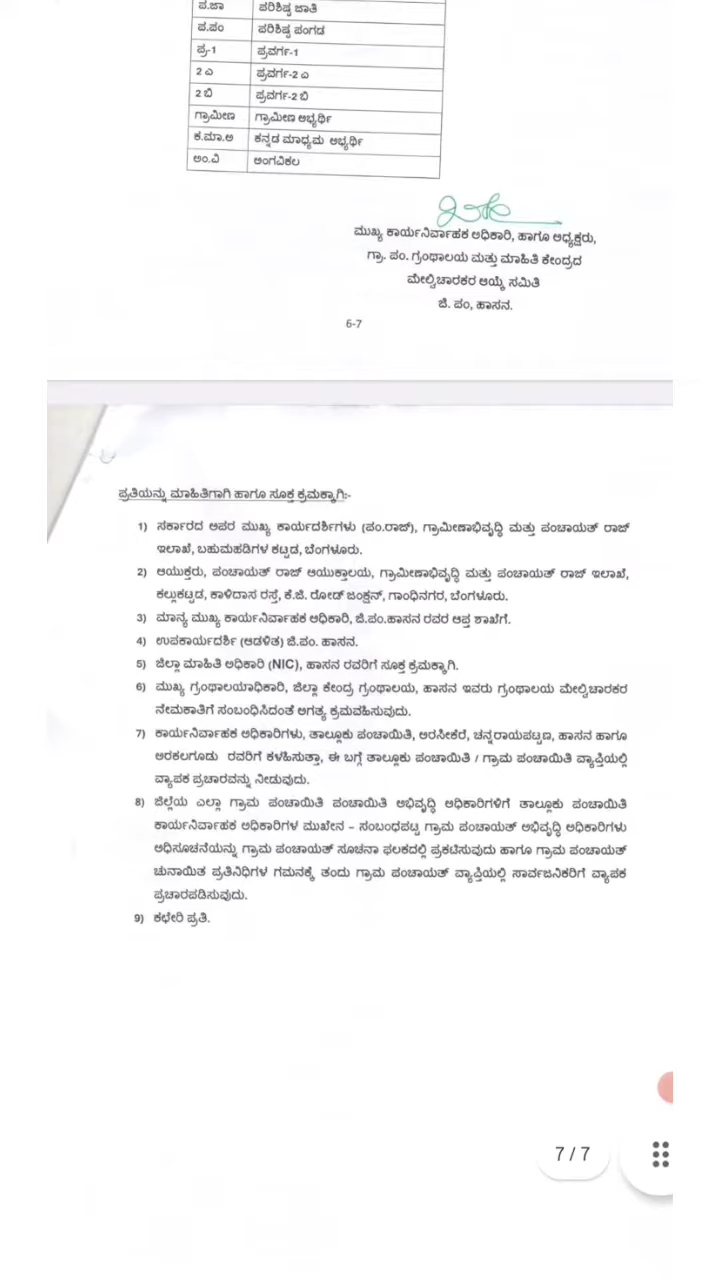 ಪ.ಜಾ ಪರಿಶಿಷ್ಟ ಜಾತಿ
ಪ.ಪಂ ಪರಿಶಿಷ್ಟ ಪಂಗಡ
ಪ್ರ-1 ಪ್ರವರ್ಗ-1
2 ಎ ಪ್ರವರ್ಗ-2 ಎ
2 ಬಿ ಪ್ರವರ್ಗ-2 ಬಿ
ಗ್ರಾಮೀಣ ಗ್ರಾಮೀಣ ಅಭ್ಯರ್ಥಿ
ಕ.ಮಾ.ಅ ಕನ್ನಡ ಮಾಧ್ಯಮ ಅಭ್ಯರ್ಥಿ
ಅಂ.ವಿ ಅಂಗವಿಕಲ
ಮುಖ್ಯ ಕಾರ್ಯನಿರ್ವಾಹಕ ಅಧಿಕಾರಿ, ಹಾಗೂ ಅಧ್ಯಕ್ಷರು,
ಗ್ರಾ. ಪಂ. ಗ್ರಂಥಾಲಯ ಮತ್ತು ಮಾಹಿತಿ ಕೇಂದ್ರದ
ಮೇಲ್ವಿಚಾರಕರ ಆಯ್ಕೆ ಸಮಿತಿ
ಜಿ. ಪಂ, ಹಾಸನ.
6-7
ಪ್ರತಿಯನ್ನು ಮಾಹಿತಿಗಾಗಿ ಹಾಗೂ ಸೂಕ್ತ ಕ್ರಮಕ್ಕಾಗಿ:-
1) ಸರ್ಕಾರದ ಅಪರ ಮುಖ್ಯ ಕಾರ್ಯದರ್ಶಿಗಳು (ಪಂ.ರಾಜ್), ಗ್ರಾಮೀಣಾಭಿವೃದ್ಧಿ ಮತ್ತು ಪಂಚಾಯತ್ ರಾಜ್
ಇಲಾಖೆ, ಬಹುಮಹಡಿಗಳ ಕಟ್ಟಡ, ಬೆಂಗಳೂರು.
2) ಆಯುಕ್ತರು, ಪಂಚಾಯತ್ ರಾಜ್ ಆಯುಕ್ತಾಲಯ, ಗ್ರಾಮೀಣಾಭಿವೃದ್ಧಿ ಮತ್ತು ಪಂಚಾಯತ್ ರಾಜ್ ಇಲಾಖೆ,
ಕಲ್ಲುಕಟ್ಟಡ, ಕಾಳಿದಾಸ ರಸ್ತೆ, ಕೆ.ಜಿ. ರೋಡ್ ಜಂಕ್ಷನ್, ಗಾಂಧಿನಗರ, ಬೆಂಗಳೂರು.
3) ಮಾನ್ಯ ಮುಖ್ಯ ಕಾರ್ಯನಿರ್ವಾಹಕ ಅಧಿಕಾರಿ, ಜಿ.ಪಂ.ಹಾಸನ ರವರ ಆಪ್ತ ಶಾಖೆಗೆ.
4) ಉಪಕಾರ್ಯದರ್ಶಿ (ಆಡಳಿತ) ಜಿ.ಪಂ. ಹಾಸನ.
5) ಜಿಲ್ಲಾ ಮಾಹಿತಿ ಅಧಿಕಾರಿ (NIC), ಹಾಸನ ರವರಿಗೆ ಸೂಕ್ತ ಕ್ರಮಕ್ಕಾಗಿ.
6) ಮುಖ್ಯ ಗ್ರಂಥಾಲಯಾಧಿಕಾರಿ, ಜಿಲ್ಲಾ ಕೇಂದ್ರ ಗ್ರಂಥಾಲಯ, ಹಾಸನ ಇವರು ಗ್ರಂಥಾಲಯ ಮೇಲ್ವಿಚಾರಕರ
ನೇಮಕಾತಿಗೆ ಸಂಬಂಧಿಸಿದಂತೆ ಅಗತ್ಯ ಕ್ರಮವಹಿಸುವುದು.
7) ಕಾರ್ಯನಿರ್ವಾಹಕ ಅಧಿಕಾರಿಗಳು, ತಾಲ್ಲೂಕು ಪಂಚಾಯಿತಿ, ಅರಸೀಕೆರೆ, ಚನ್ನರಾಯಪಟ್ಟಣ, ಹಾಸನ ಹಾಗೂ
ಅರಕಲಗೂಡು ರವರಿಗೆ ಕಳಹಿಸುತ್ತಾ, ಈ ಬಗ್ಗೆ ತಾಲ್ಲೂಕು ಪಂಚಾಯಿತಿ / ಗ್ರಾಮ ಪಂಚಾಯಿತಿ ವ್ಯಾಪ್ತಿಯಲ್ಲಿ
ವ್ಯಾಪಕ ಪ್ರಚಾರವನ್ನು ನೀಡುವುದು.
8) ಜಿಲ್ಲೆಯ ಎಲ್ಲಾ ಗ್ರಾಮ ಪಂಚಾಯಿತಿ ಪಂಚಾಯಿತಿ ಅಭಿವೃದ್ಧಿ ಅಧಿಕಾರಿಗಳಿಗೆ ತಾಲ್ಲೂಕು ಪಂಚಾಯಿತಿ
ಕಾರ್ಯನಿರ್ವಾಹಕ ಅಧಿಕಾರಿಗಳ ಮುಖೇನ – ಸಂಬಂಧಪಟ್ಟ ಗ್ರಾಮ ಪಂಚಾಯತ್ ಅಭಿವೃದ್ಧಿ ಅಧಿಕಾರಿಗಳು
ಅಧಿಸೂಚನೆಯನ್ನು ಗ್ರಾಮ ಪಂಚಾಯತ್ ಸೂಚನಾ ಫಲಕದಲ್ಲಿ ಪ್ರಕಟಿಸುವುದು ಹಾಗೂ ಗ್ರಾಮ ಪಂಚಾಯತ್
ಚುನಾಯಿತ ಪ್ರತಿನಿಧಿಗಳ ಗಮನಕ್ಕೆ ತಂದು ಗ್ರಾಮ ಪಂಚಾಯತ್ ವ್ಯಾಪ್ತಿಯಲ್ಲಿ ಸಾರ್ವಜನಿಕರಿಗೆ ವ್ಯಾಪಕ
ಪ್ರಚಾರಪಡಿಸುವುದು.
9) ಕಛೇರಿ ಪ್ರತಿ.
7 / 7